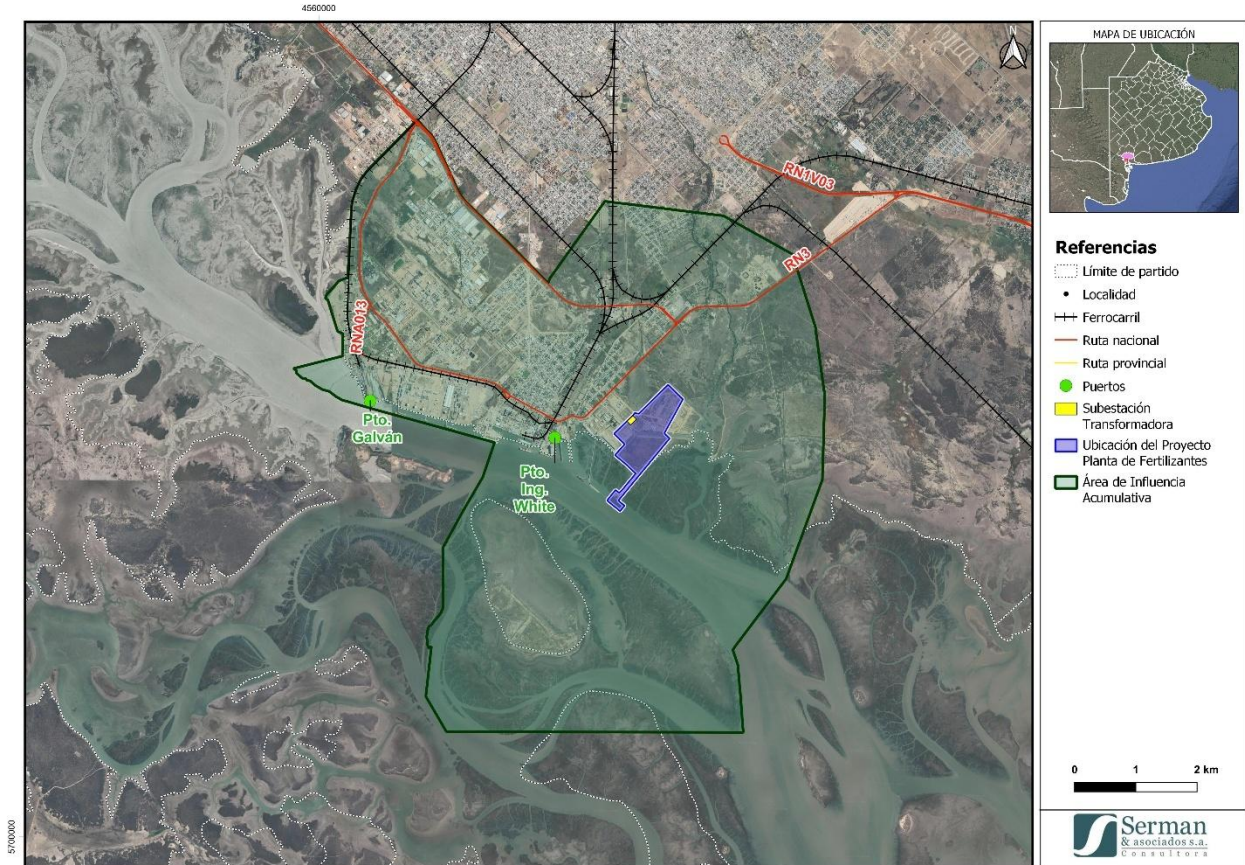 4560000
N
RN1V03
RN3
RNA013
Pto.
Galván
Pto.
Ing.
White
5700000
MAPA DE UBICACIÓN
Referencias
Límite de partido
Localidad
Ferrocarril
Ruta nacional
Ruta provincial
Puertos
Subestación
Transformadora
Ubicación del Proyecto
Planta de Fertilizantes
Área de Influencia
Acumulativa
0 1 2 km
Serman
& asociados s.a.
Consultora